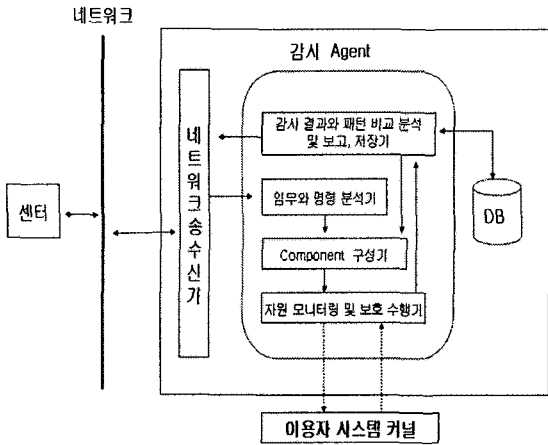 네트워크
감시 Agent
감시 결과와 패턴 비교 분석
및 보고, 저장기
네트워크송수신기
임무와 명령 분석기
센터
DB
Component 구성기
자원 모니터링 및 보호 수행기
이용자 시스템 커널